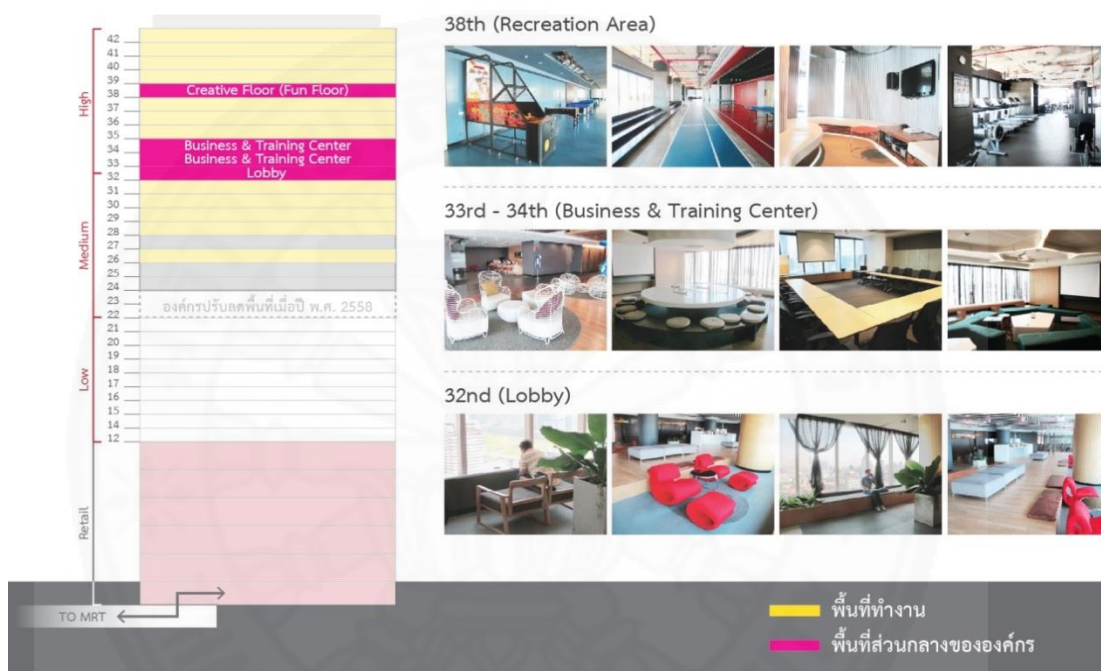 38th (Recreation Area)
42
41
40
39
38
37
36
35
34
33
32
31
30
29
28
27
26
25
24
23
22
21
20
19
18
17
16
15
14
12
High
Medium
Low
Retail
Creative Floor (Fun Floor)
Business & Training Center
Business & Training Center
Lobby
องค์กรปรับลดพื้นที่เมื่อปี พ.ศ. 2558
33rd - 34th (Business & Training Center)
32nd (Lobby)
TO MRT
พื้นที่ทำงาน
พื้นที่ส่วนกลางขององค์กร